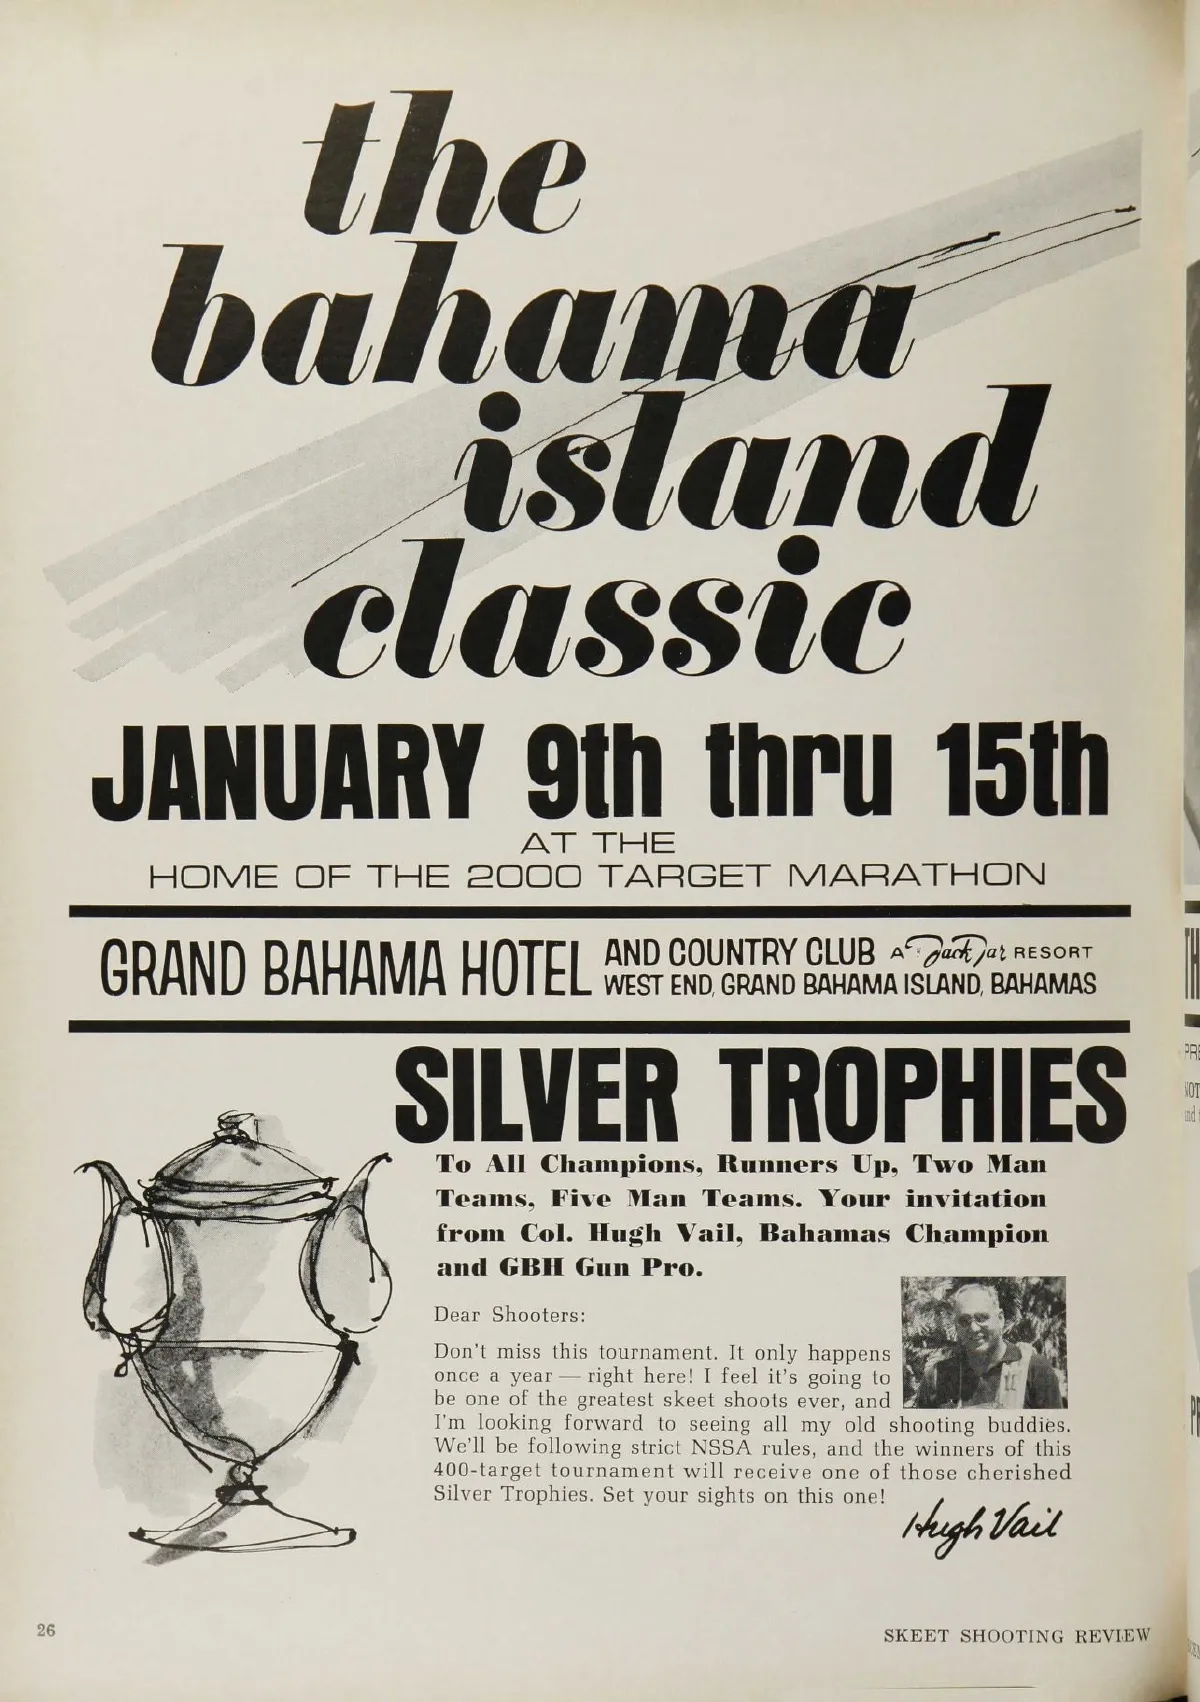 the
bahama
island
classic
JANUARY 9th thru 15th
AT THE
HOME OF THE 2000 TARGET MARATHON
GRAND BAHAMA HOTEL AND COUNTRY CLUB A Jack Tar RESORT
WEST END, GRAND BAHAMA ISLAND, BAHAMAS
SILVER TROPHIES
To All Champions, Runners Up, Two Man
Teams, Five Man Teams. Your invitation
from Col. Hugh Vail, Bahamas Champion
and GBH Gun Pro.
Dear Shooters:
Don't miss this tournament. It only happens
once a year — right here! I feel it's going to
be one of the greatest skeet shoots ever, and
I'm looking forward to seeing all my old shooting buddies.
We'll be following strict NSSA rules, and the winners of this
400-target tournament will receive one of those cherished
Silver Trophies. Set your sights on this one!
Hugh Vail
26
SKEET SHOOTING REVIEW